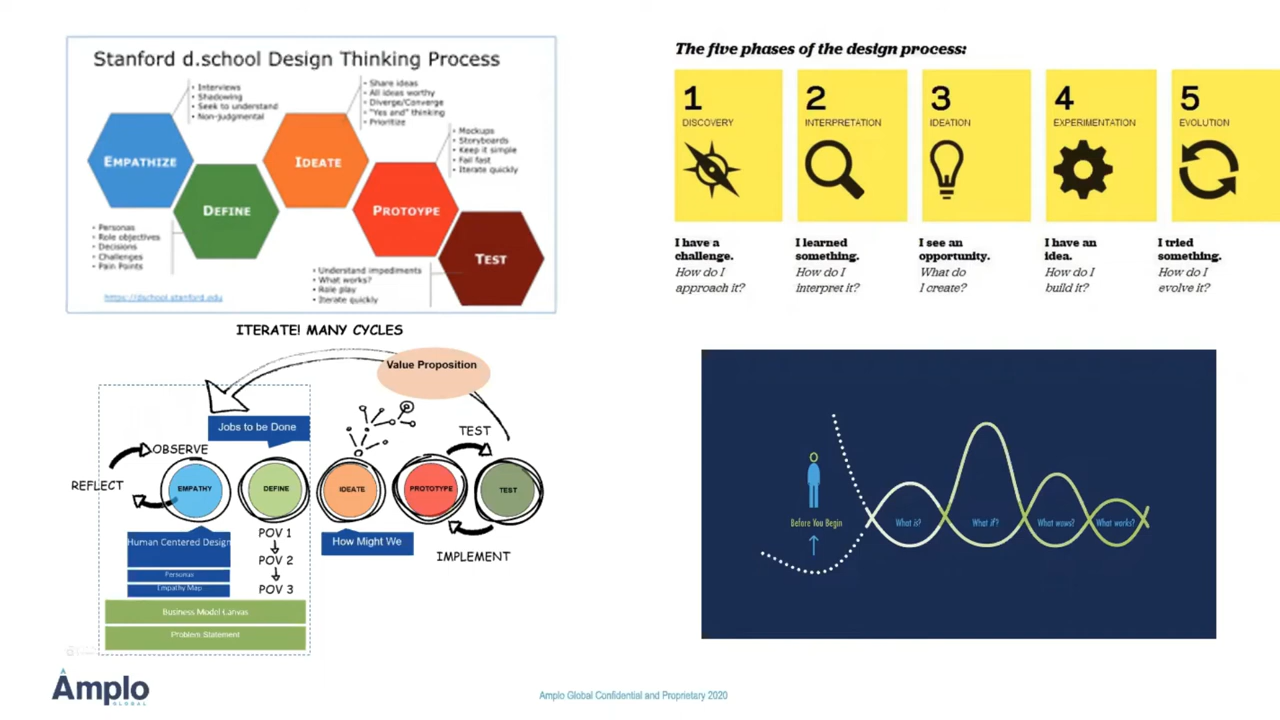 Stanford d.school Design Thinking Process
• Interviews
• Shadowing
• Seek to understand
• Non-judgmental
• Share ideas
• All ideas worthy
• Diverge/Converge
• "Yes and" thinking
• Prioritize
• Mockups
• Storyboards
• Keep it simple
• Fail fast
• Iterate quickly
EMPATHIZE
DEFINE
IDEATE
PROTOYPE
TEST
• Personas
• Role objectives
• Decisions
• Challenges
• Pain Points
• Understand impediments
• What works?
• Role play
• Iterate quickly
https://dschool.stanford.edu
The five phases of the design process:
1
DISCOVERY
I have a
challenge.
How do I
approach it?
2
INTERPRETATION
I learned
something.
How do I
interpret it?
3
IDEATION
I see an
opportunity.
What do
I create?
4
EXPERIMENTATION
I have an
idea.
How do I
build it?
5
EVOLUTION
I tried
something.
How do I
evolve it?
ITERATE! MANY CYCLES
Value Proposition
Jobs to be Done
OBSERVE
REFLECT
TEST
EMPATHY
DEFINE
IDEATE
PROTOTYPE
TEST
IMPLEMENT
Human Centered Design
Personas
Empathy Map
POV 1
POV 2
POV 3
How Might We
Business Model Canvas
Problem Statement
Before You Begin
What is?
What if?
What wows?
What works?
Amplo
GLOBAL
Amplo Global Confidential and Proprietary 2020